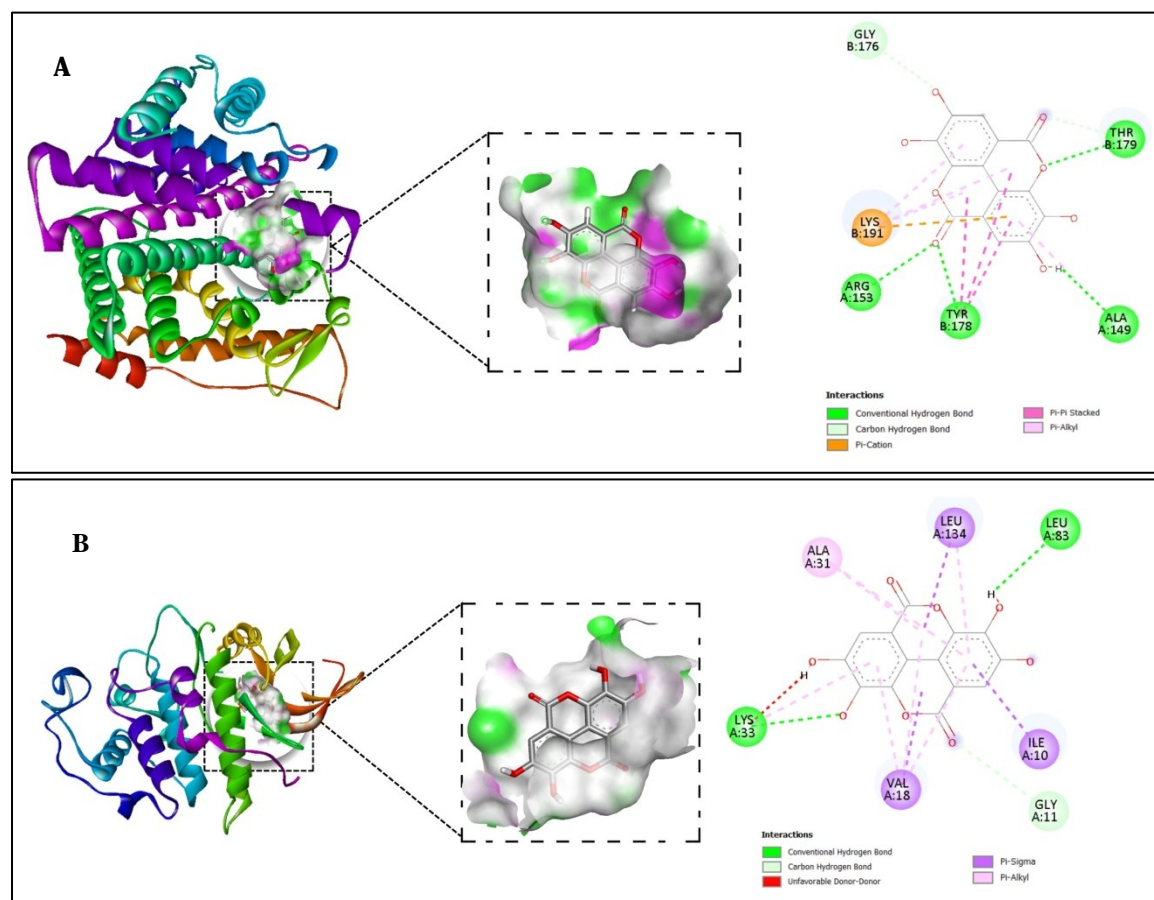 A
GLY
B:176
THR
B:179
LYS
B:191
ARG
A:153
TYR
B:178
ALA
A:149
O
O
O
O
O
O
O
O
H
Interactions
Conventional Hydrogen Bond
Carbon Hydrogen Bond
Pi-Cation
Pi-Pi Stacked
Pi-Alkyl
B
LEU
A:134
LEU
A:83
ALA
A:31
LYS
A:33
VAL
A:18
ILE
A:10
GLY
A:11
H
O
O
O
O
H
O
O
O
O
Interactions
Conventional Hydrogen Bond
Carbon Hydrogen Bond
Unfavorable Donor-Donor
Pi-Sigma
Pi-Alkyl